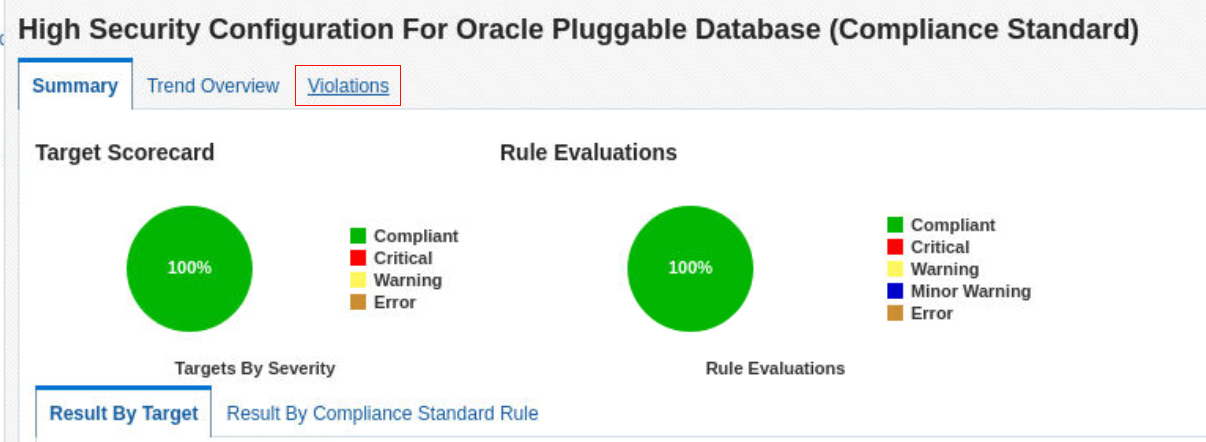 High Security Configuration For Oracle Pluggable Database (Compliance Standard)
Summary Trend Overview Violations
Target Scorecard
100%
Compliant
Critical
Warning
Error
Targets By Severity
Rule Evaluations
100%
Compliant
Critical
Warning
Minor Warning
Error
Rule Evaluations
Result By Target Result By Compliance Standard Rule